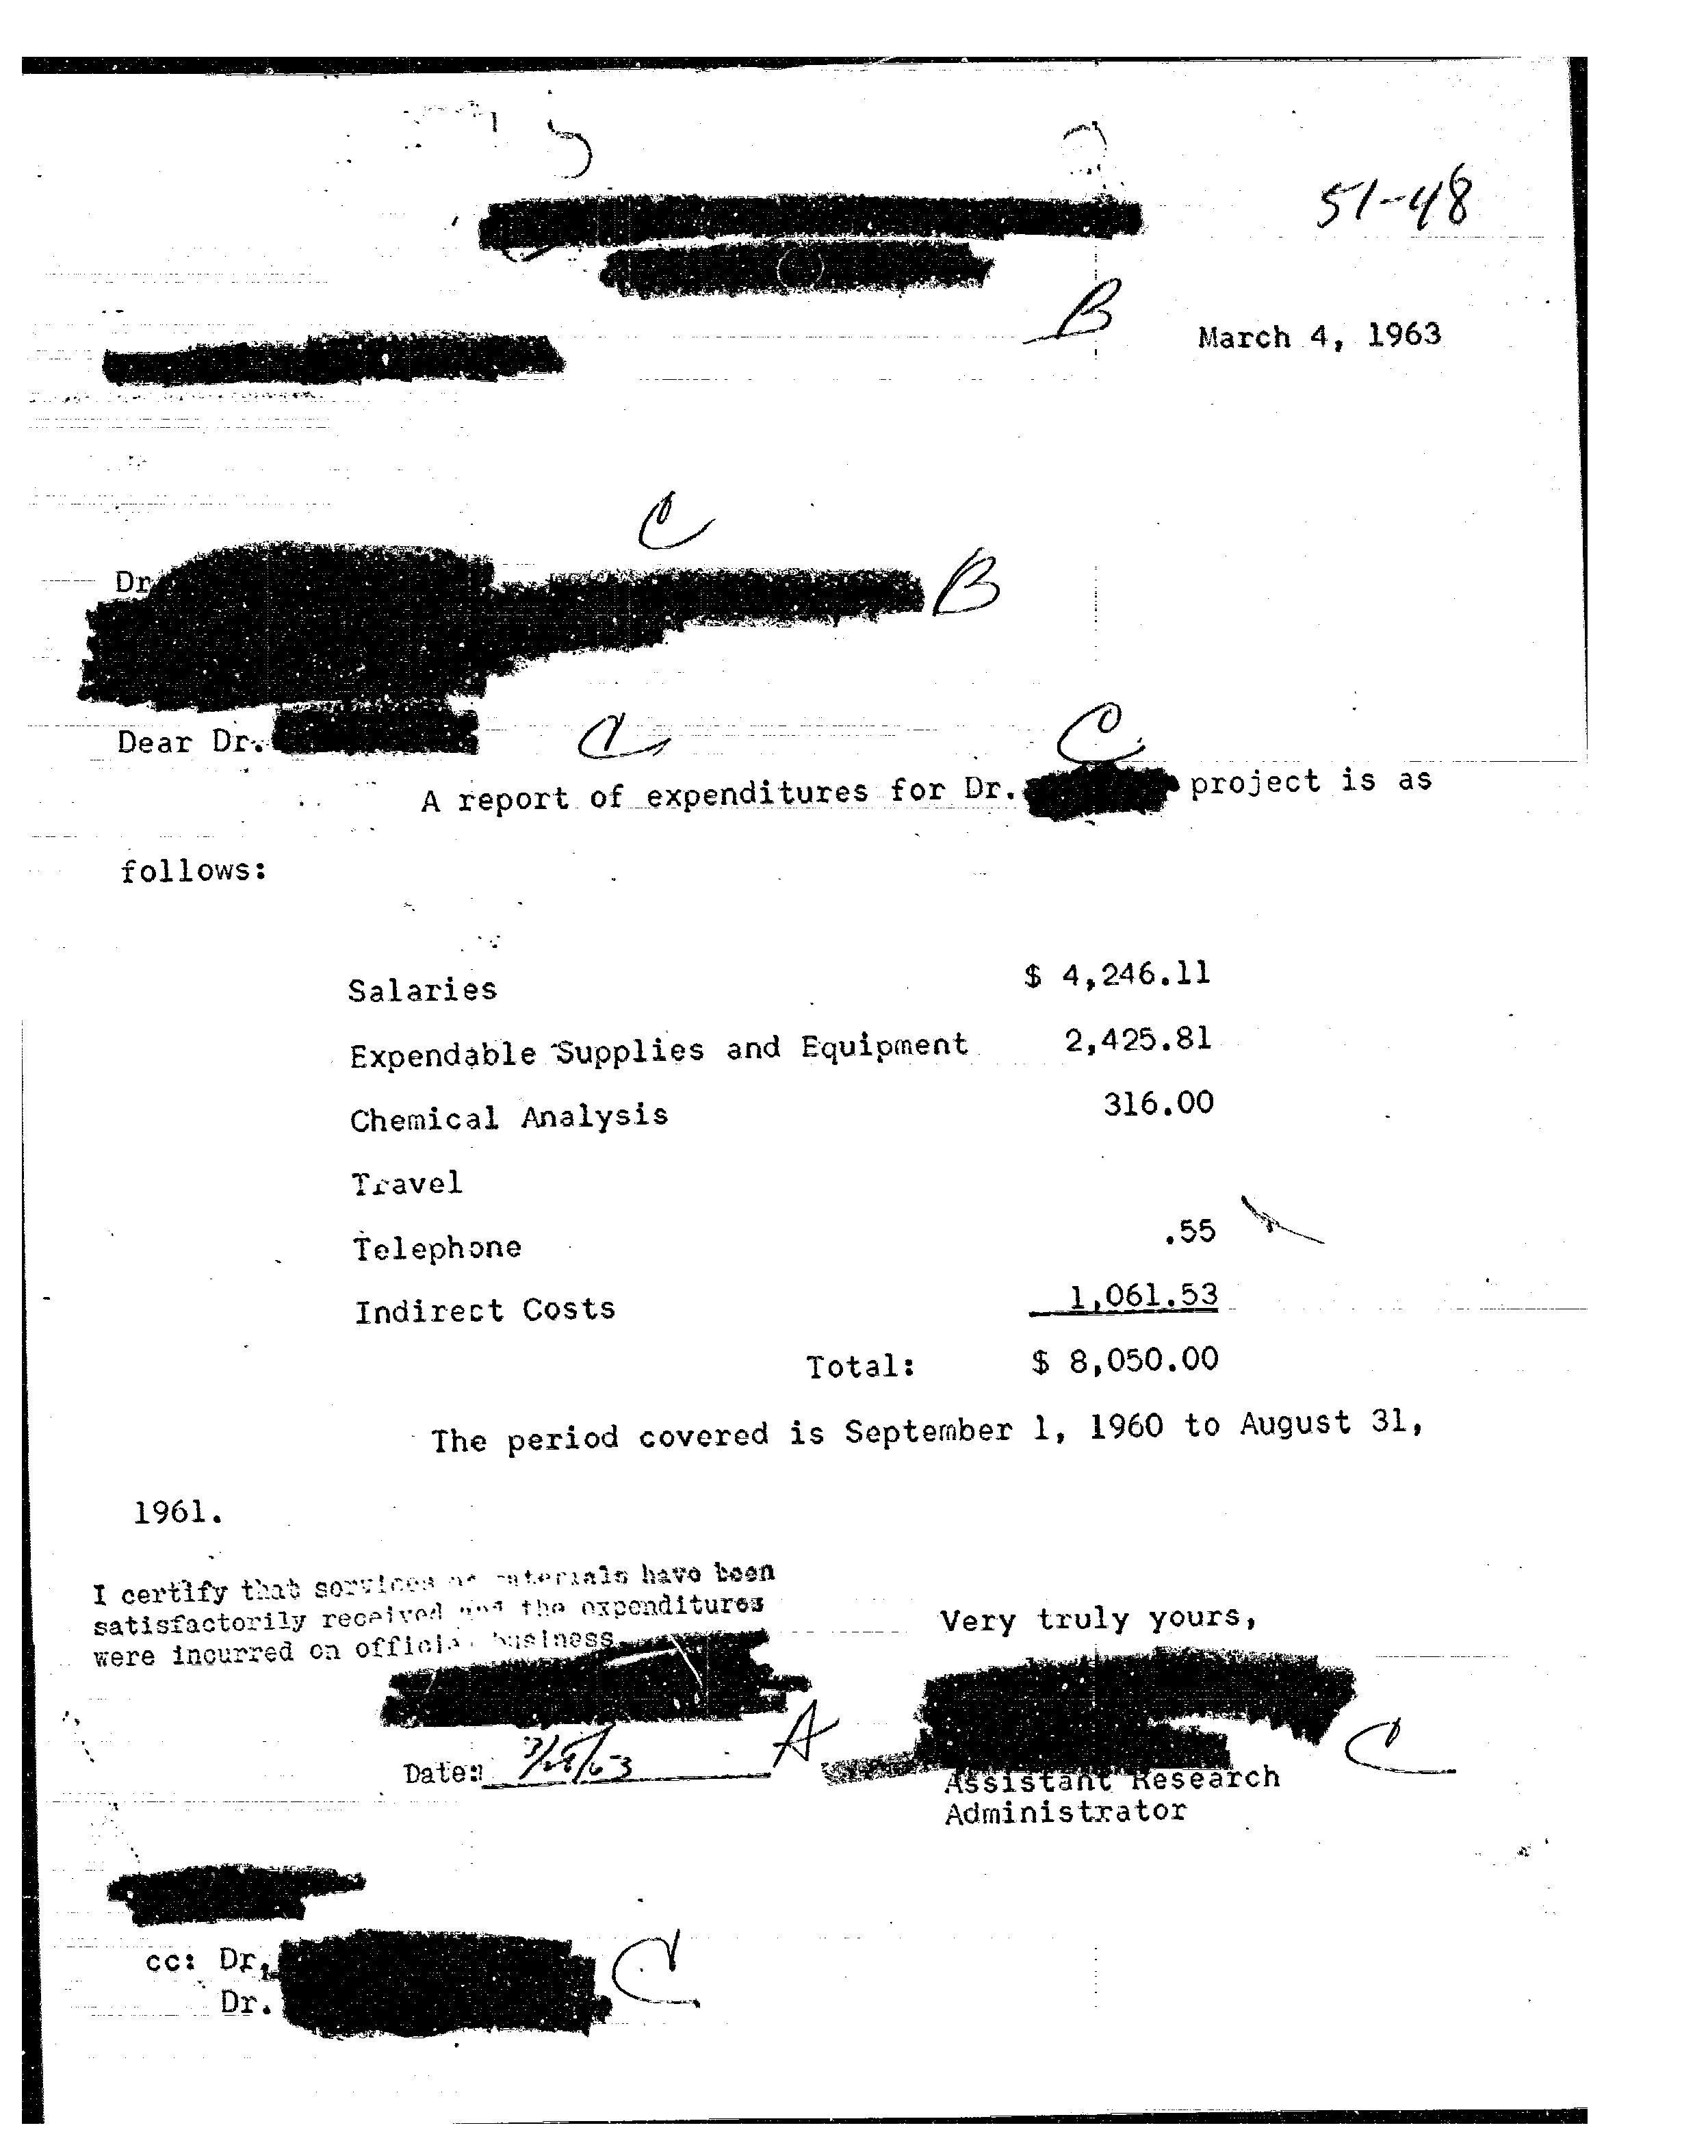 51-48
B
March 4, 1963
C
Dr
B
Dear Dr.
C
C
A report of expenditures for Dr. project is as
follows:
Salaries $ 4,246.11
Expendable Supplies and Equipment 2,425.81
Chemical Analysis 316.00
Travel
Telephone .55
Indirect Costs 1,061.53
Total: $ 8,050.00
The period covered is September 1, 1960 to August 31,
1961.
I certify that services or materials have been
satisfactorily received and the expenditures
were incurred on official business.
Very truly yours,
A
Date:
C
Assistant Research
Administrator
cc: Dr.
Dr.
C